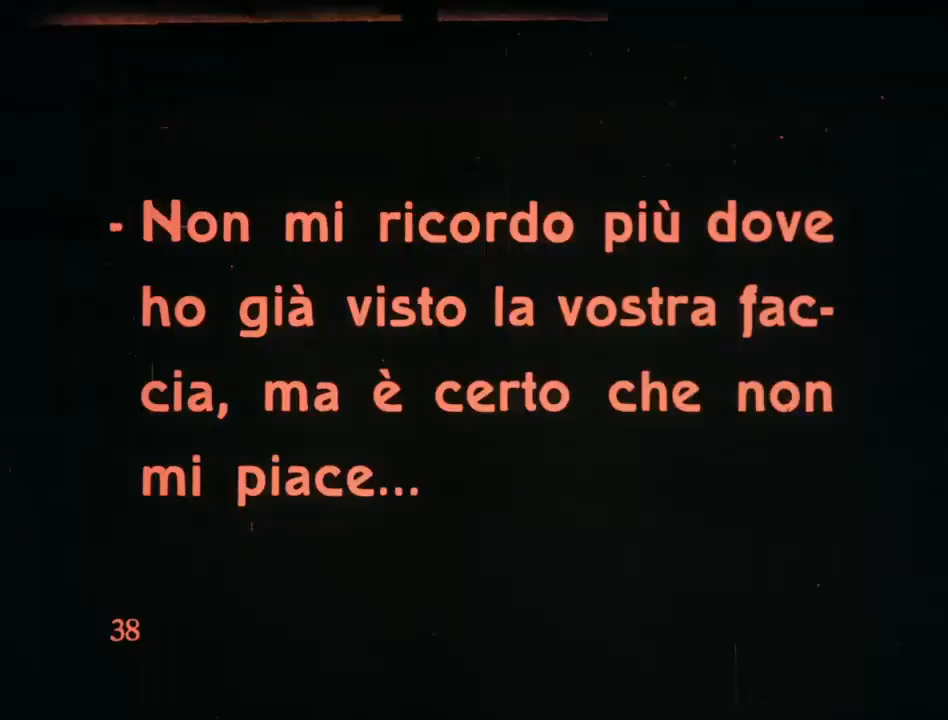 - Non mi ricordo più dove
ho già visto la vostra fac-
cia, ma è certo che non
mi piace...
38